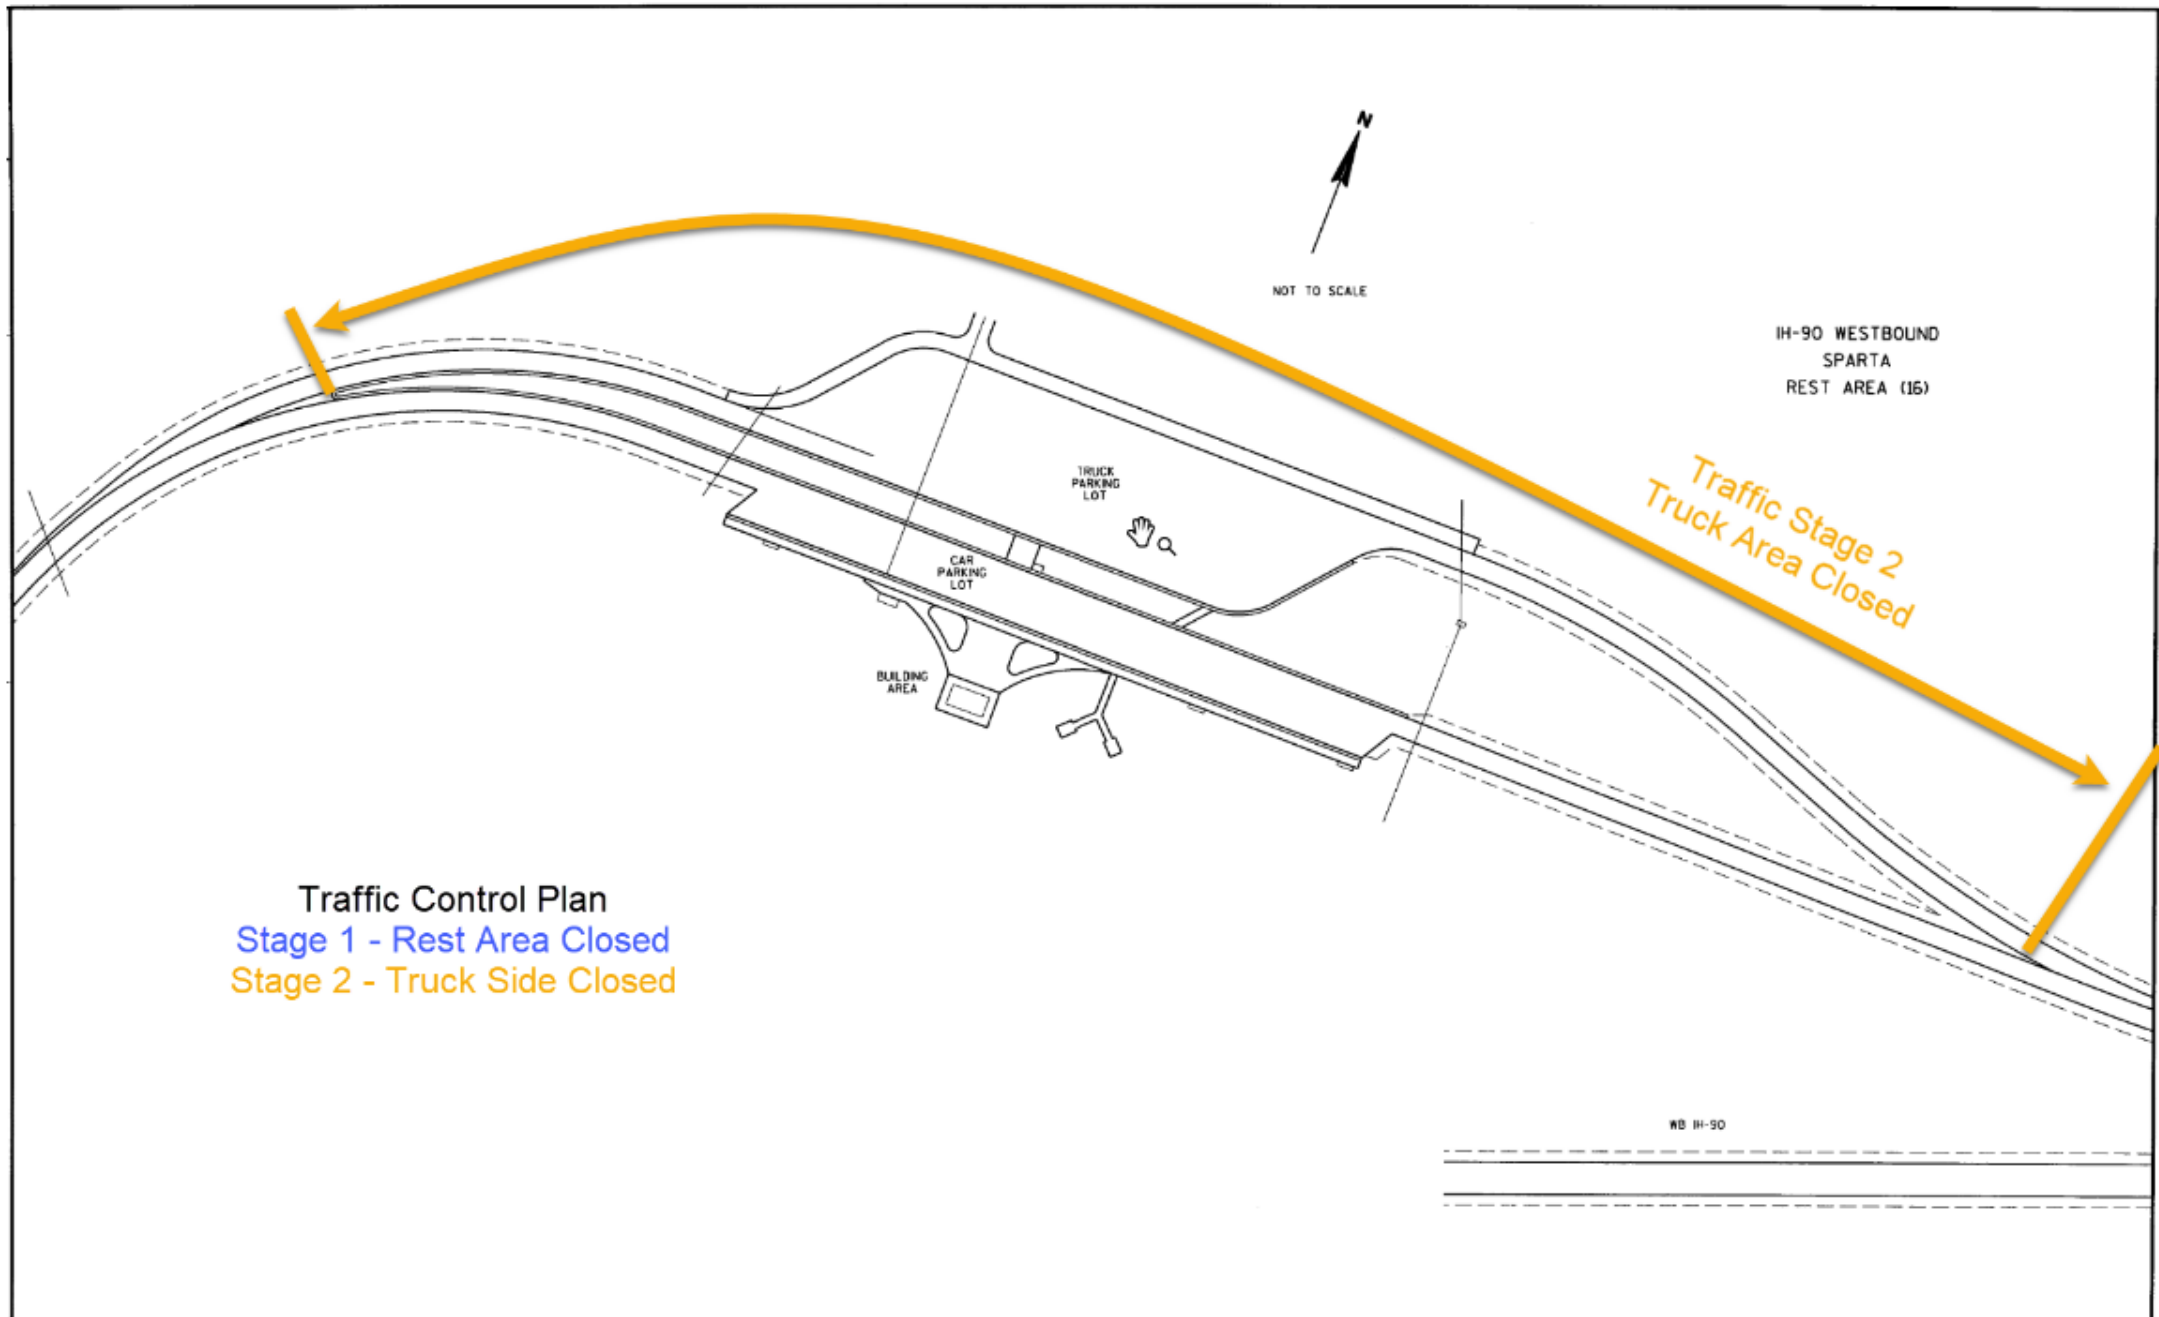 N
NOT TO SCALE
IH-90 WESTBOUND
SPARTA
REST AREA (16)
Traffic Stage 2
Truck Area Closed
TRUCK
PARKING
LOT
CAR
PARKING
LOT
BUILDING
AREA
Traffic Control Plan
Stage 1 - Rest Area Closed
Stage 2 - Truck Side Closed
WB IH-90